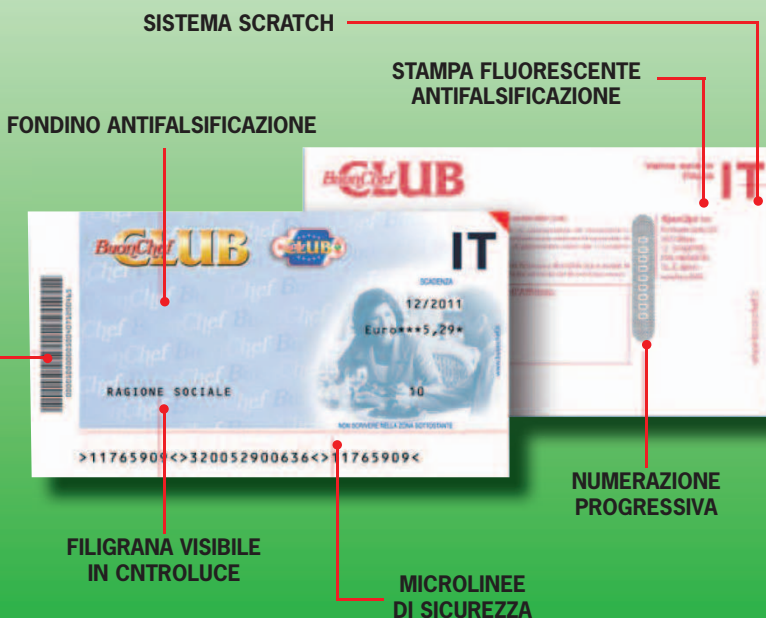 SISTEMA SCRATCH
STAMPA FLUORESCENTE
ANTIFALSIFICAZIONE
FONDINO ANTIFALSIFICAZIONE
BuonChef CLUB
IT
BuonChef CLUB
CLUB
IT
SCADENZA
12/2011
Euro***5,29*
RAGIONE SOCIALE
10
NON SCRIVERE NELLA ZONA SOTTOSTANTE
>11765909<>320052900636<>11765909<
NUMERAZIONE
PROGRESSIVA
FILIGRANA VISIBILE
IN CNTROLUCE
MICROLINEE
DI SICUREZZA